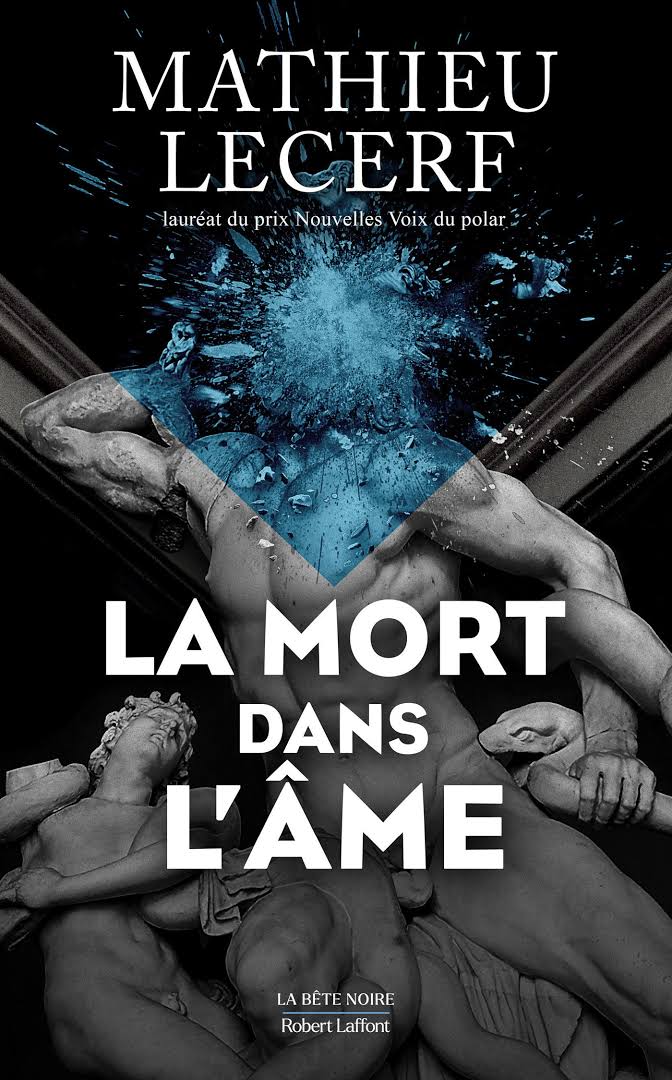 MATHIEU
LECERF
lauréat du prix Nouvelles Voix du polar
LA MORT
DANS
L'ÂME
LA BÊTE NOIRE
Robert Laffont